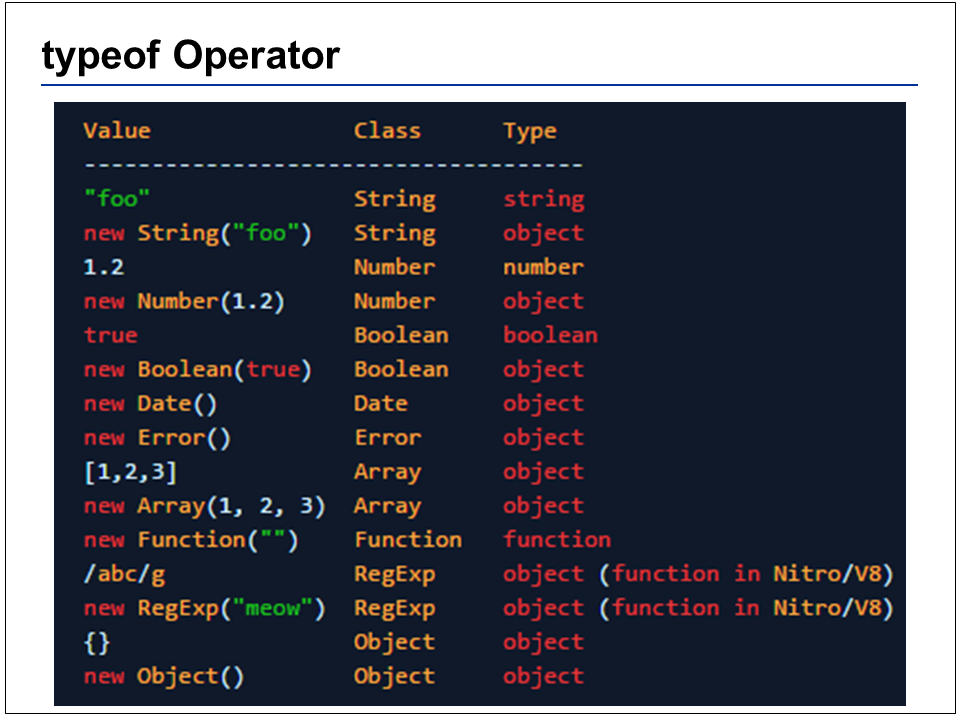 typeof Operator
Value Class Type
-------------------------------------
"foo" String string
new String("foo") String object
1.2 Number number
new Number(1.2) Number object
true Boolean boolean
new Boolean(true) Boolean object
new Date() Date object
new Error() Error object
[1,2,3] Array object
new Array(1, 2, 3) Array object
new Function("") Function function
/abc/g RegExp object (function in Nitro/V8)
new RegExp("meow") RegExp object (function in Nitro/V8)
{} Object object
new Object() Object object